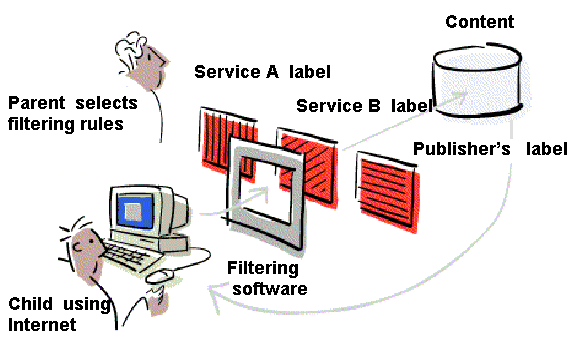 Content
Service A label
Parent selects
filtering rules
Service B label
Publisher's label
Filtering
software
Child using
Internet